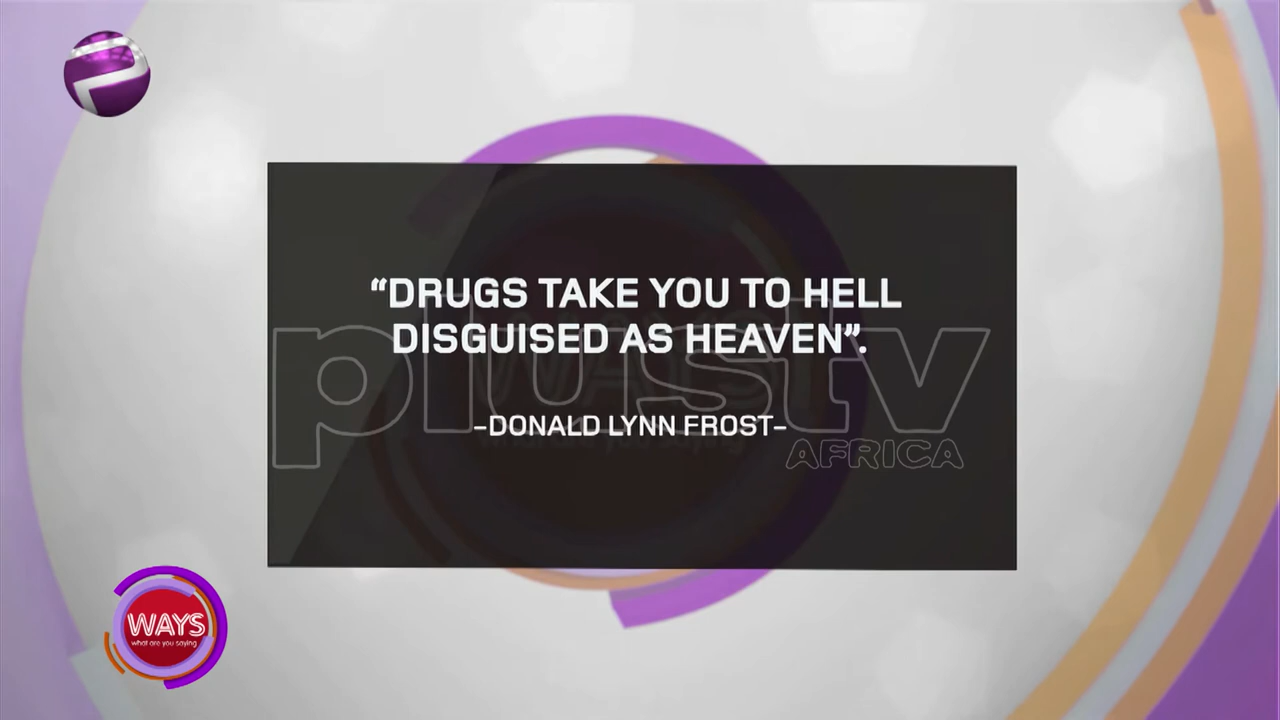 “DRUGS TAKE YOU TO HELL
DISGUISED AS HEAVEN”.
plustv
–DONALD LYNN FROST–
AFRICA
WAYS
what are you saying